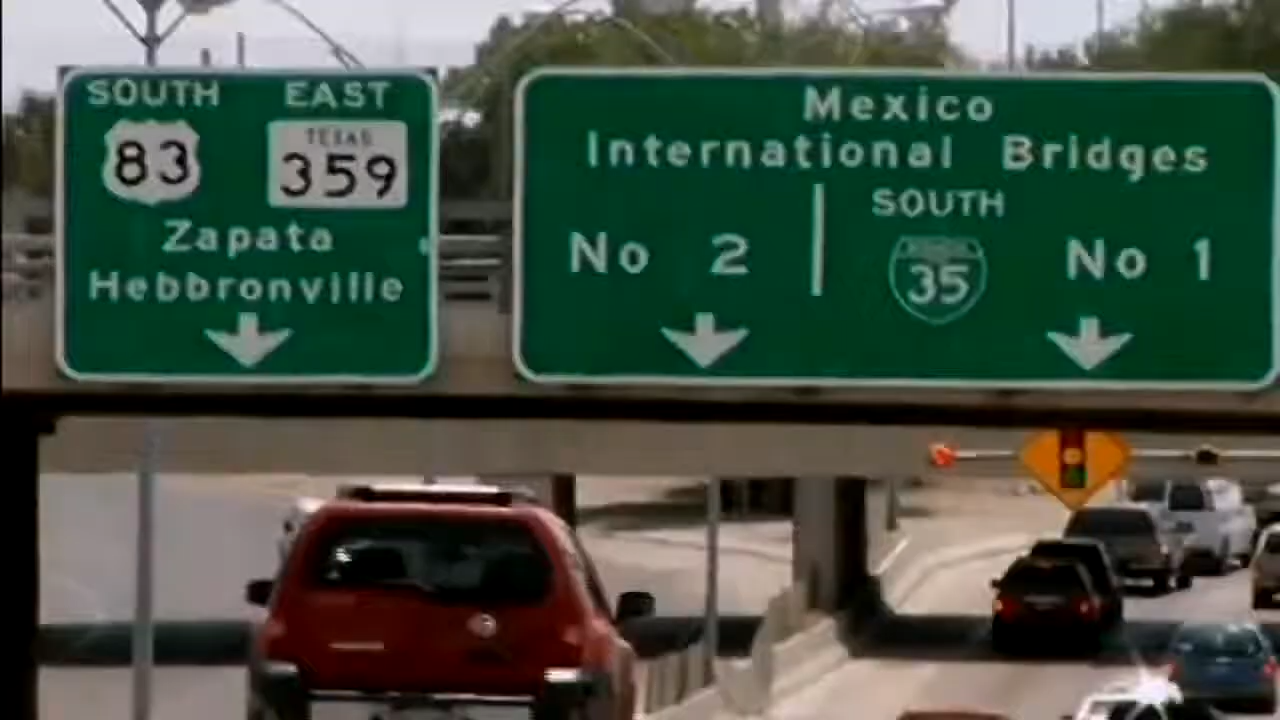 SOUTH EAST
83 TEXAS 359
Zapata
Hebbronville
Mexico
International Bridges
SOUTH
No 2 35 No 1